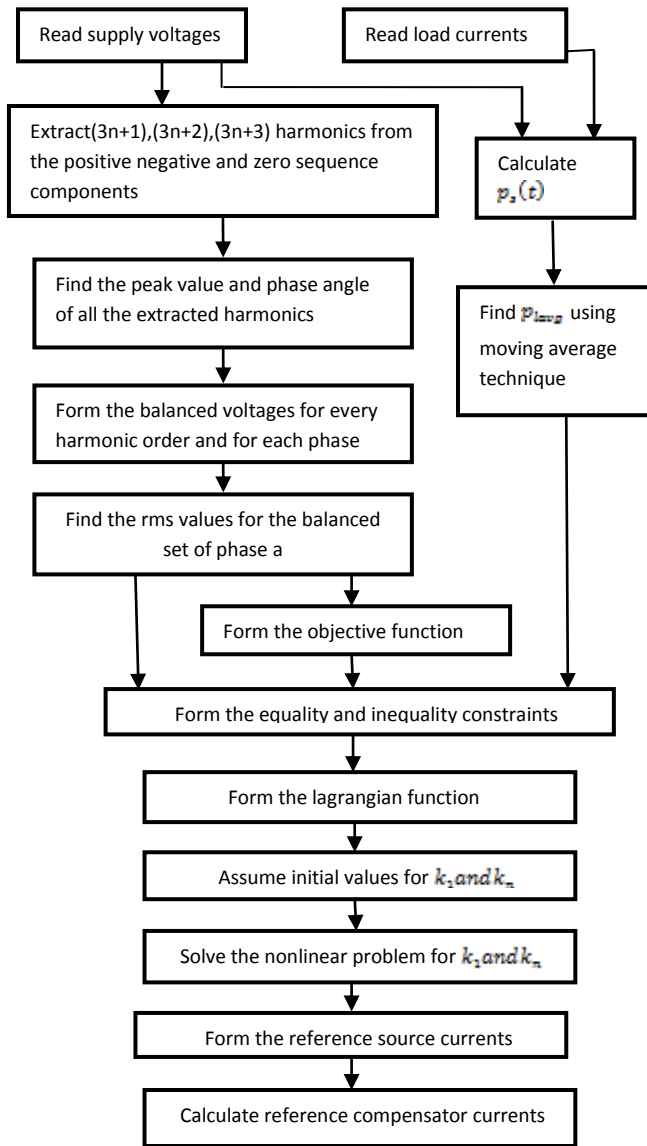 Read supply voltages
Read load currents
Extract(3n+1),(3n+2),(3n+3) harmonics from
the positive negative and zero sequence
components
Calculate
p_s(t)
Find the peak value and phase angle
of all the extracted harmonics
Find p_lavg using
moving average
technique
Form the balanced voltages for every
harmonic order and for each phase
Find the rms values for the balanced
set of phase a
Form the objective function
Form the equality and inequality constraints
Form the lagrangian function
Assume initial values for k_1 and k_n
Solve the nonlinear problem for k_1 and k_n
Form the reference source currents
Calculate reference compensator currents